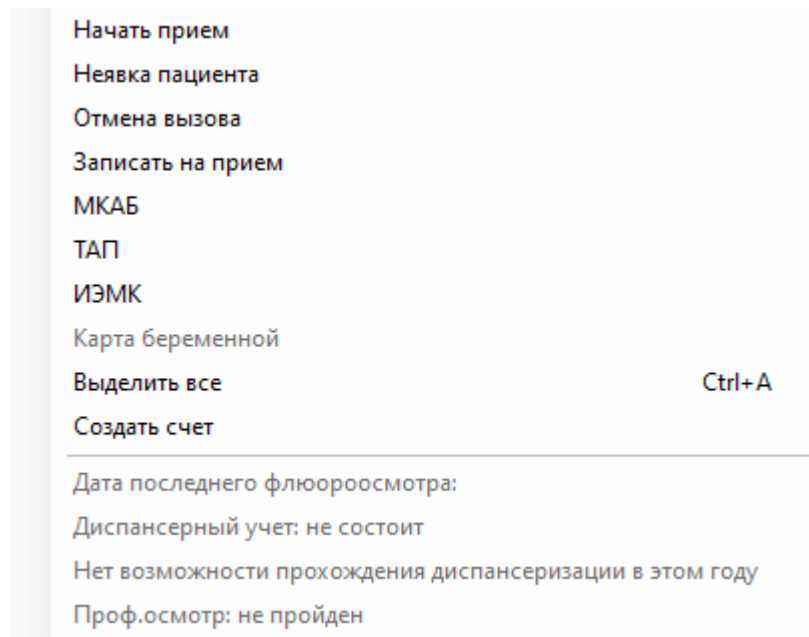 Начать прием
Неявка пациента
Отмена вызова
Записать на прием
МКАБ
ТАП
ИЭМК
Карта беременной
Выделить все Ctrl+A
Создать счет
Дата последнего флюороосмотра:
Диспансерный учет: не состоит
Нет возможности прохождения диспансеризации в этом году
Проф.осмотр: не пройден